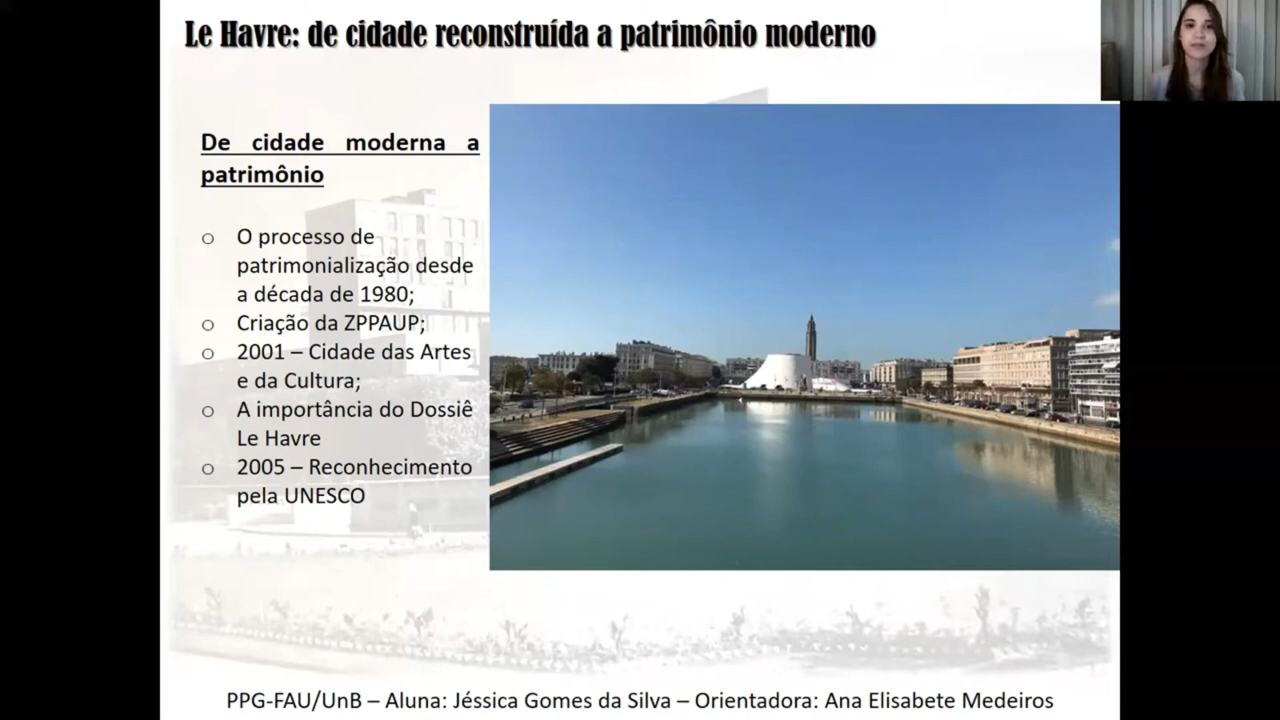 Le Havre: de cidade reconstruída a patrimônio moderno
De cidade moderna a
patrimônio
o O processo de
patrimonialização desde
a década de 1980;
o Criação da ZPPAUP;
o 2001 – Cidade das Artes
e da Cultura;
o A importância do Dossiê
Le Havre
o 2005 – Reconhecimento
pela UNESCO
PPG-FAU/UnB – Aluna: Jéssica Gomes da Silva – Orientadora: Ana Elisabete Medeiros